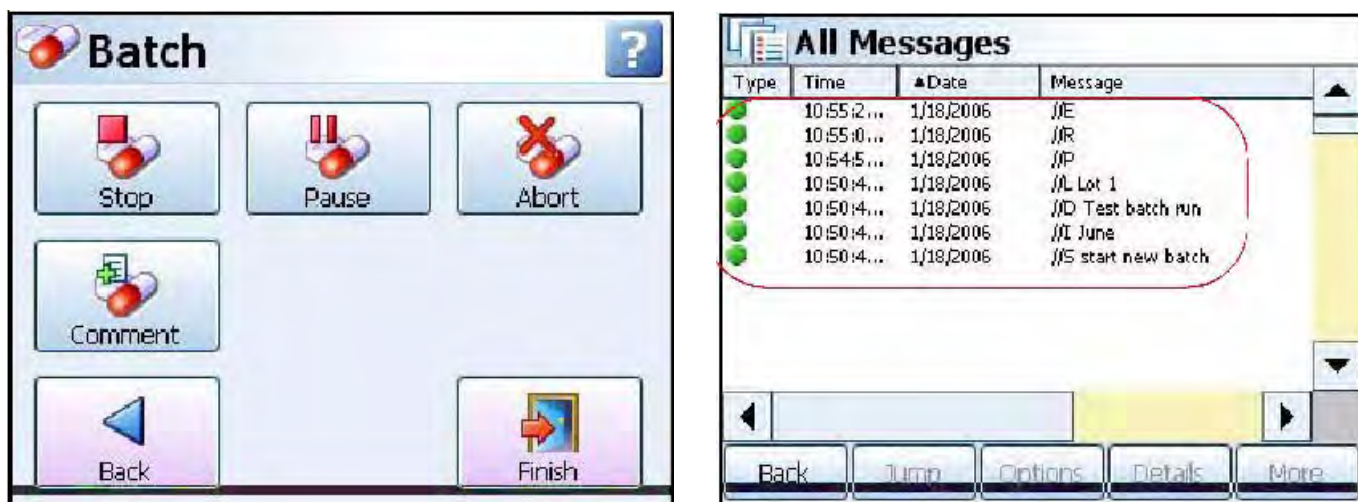 Batch
?
Stop Pause Abort
Comment
Back Finish
All Messages
Type Time ▲Date Message
10:55:2... 1/18/2006 //E
10:55:0... 1/18/2006 //R
10:54:5... 1/18/2006 //P
10:50:4... 1/18/2006 //L Lot 1
10:50:4... 1/18/2006 //D Test batch run
10:50:4... 1/18/2006 //I June
10:50:4... 1/18/2006 //S start new batch
Back Jump Options Details More